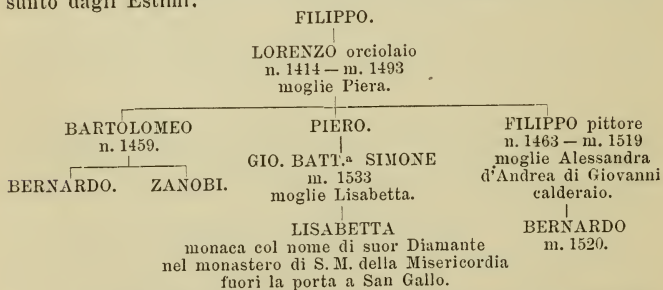 sunto dagli Estimi.
FILIPPO.
LORENZO orciolaio
n. 1414 — m. 1493
moglie Piera.
BARTOLOMEO
n. 1459.
BERNARDO. ZANOBI.
PIERO.
GIO. BATT.ª SIMONE
m. 1533
moglie Lisabetta.
LISABETTA
monaca col nome di suor Diamante
nel monastero di S. M. della Misericordia
fuori la porta a San Gallo.
FILIPPO pittore
n. 1463 — m. 1519
moglie Alessandra
d'Andrea di Giovanni
calderaio.
BERNARDO
m. 1520.